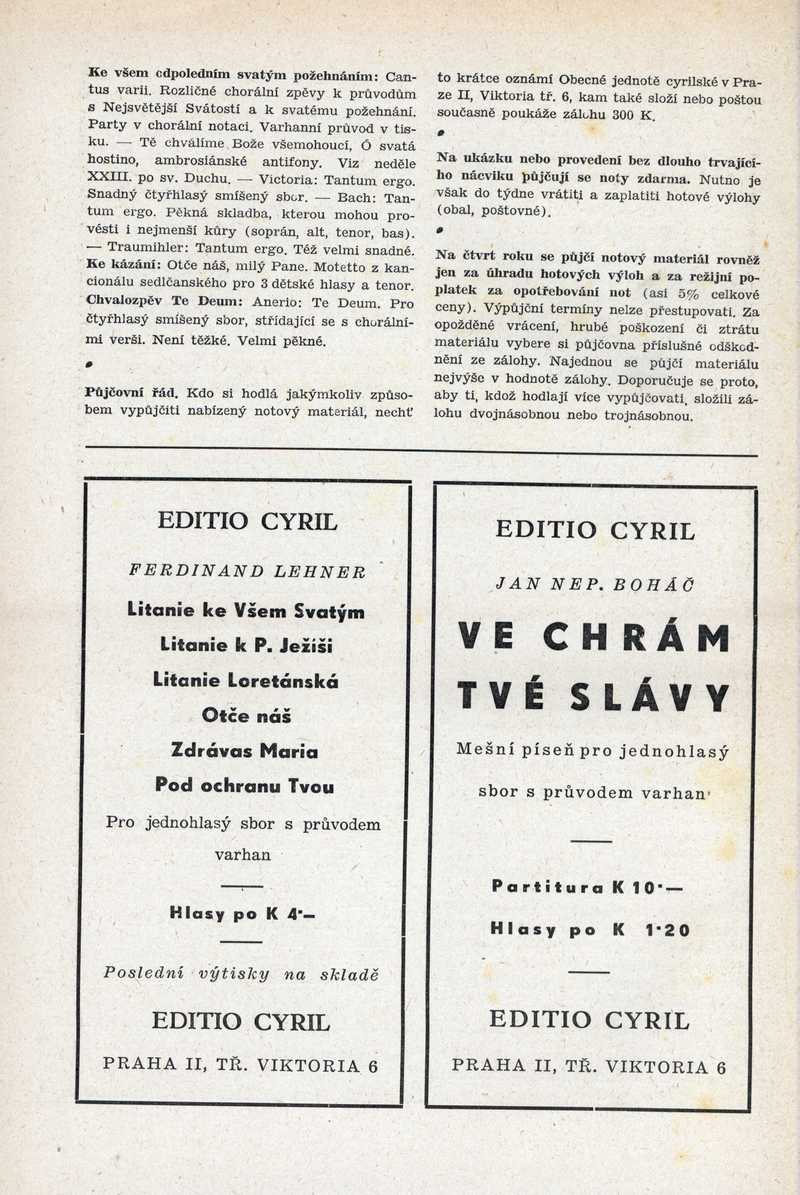 Ke všem cdpoledním svatým požehnáním: Can-
tus varii. Rozličné chorální zpěvy k průvodům
s Nejsvětější Svátostí a k svatému požehnání.
Party v chorální notaci. Varhanní průvod v tis-
ku. — Tě chválíme Bože všemohoucí, Ó svatá
hostino, ambrosiánské antifony. Viz neděle
XXIII. po sv. Duchu. — Victoria: Tantum ergo.
Snadný čtyřhlasý smíšený sbor. — Bach: Tan-
tum ergo. Pěkná skladba, kterou mohou pro-
vésti i nejmenší kůry (soprán, alt, tenor, bas).
— Traumihler: Tantum ergo. Též velmi snadné.
Ke kázání: Otče náš, milý Pane. Motetto z kan-
cionálu sedlčanského pro 3 dětské hlasy a tenor.
Chvalozpěv Te Deum: Anerio: Te Deum. Pro
čtyřhlasý smíšený sbor, střídající se s chorální-
mi verši. Není těžké. Velmi pěkné.
Půjčovní řád. Kdo si hodlá jakýmkoliv způso-
bem vypůjčiti nabízený notový materiál, nechť
to krátce oznámí Obecné jednotě cyrilské v Pra-
ze II, Viktoria tř. 6, kam také složí nebo poštou
současně poukáže zálohu 300 K.
Na ukázku nebo provedení bez dlouho trvající-
ho nácviku půjčují se noty zdarma. Nutno je
však do týdne vrátiti a zaplatiti hotové výlohy
(obal, poštovné).
Na čtvrt roku se půjčí notový materiál rovněž
jen za úhradu hotových výloh a za režijní po-
platek za opotřebování not (asi 5% celkové
ceny). Výpůjční termíny nelze přestupovati. Za
opožděné vrácení, hrubé poškození či ztrátu
materiálu vybere si půjčovna příslušné odškod-
nění ze zálohy. Najednou se půjčí materiálu
nejvýše v hodnotě zálohy. Doporučuje se proto,
aby ti, kdož hodlají více vypůjčovati, složili zá-
lohu dvojnásobnou nebo trojnásobnou.
EDITIO CYRIL
FERDINAND LEHNER
Litanie ke Všem Svatým
Litanie k P. Ježíši
Litanie Loretánská
Otče náš
Zdrávas Maria
Pod ochranu Tvou
Pro jednohlasý sbor s průvodem
varhan
Hlasy po K 4·—
Poslední výtisky na skladě
EDITIO CYRIL
PRAHA II, TŘ. VIKTORIA 6
EDITIO CYRIL
JAN NEP. BOHÁČ
VE CHRÁM
TVÉ SLÁVY
Mešní píseň pro jednohlasý
sbor s průvodem varhan
Partitura K 10·—
Hlasy po K 1·20
EDITIO CYRIL
PRAHA II, TŘ. VIKTORIA 6